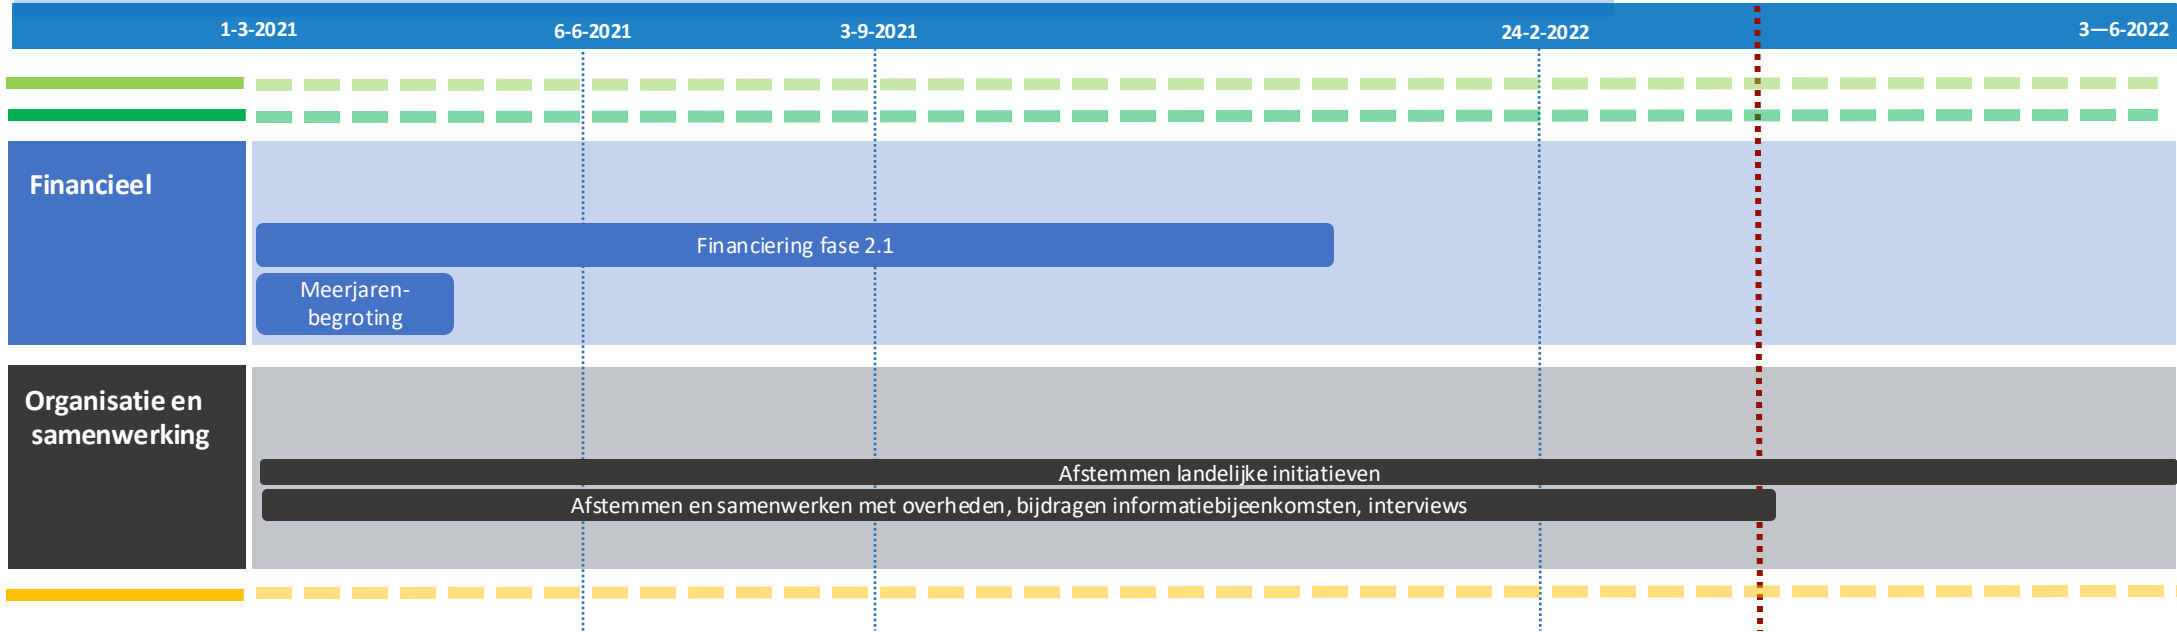 1-3-2021 6-6-2021 3-9-2021 24-2-2022 3—6-2022
Financieel
Financiering fase 2.1
Meerjaren-
begroting
Organisatie en
samenwerking
Afstemmen landelijke initiatieven
Afstemmen en samenwerken met overheden, bijdragen informatiebijeenkomsten, interviews